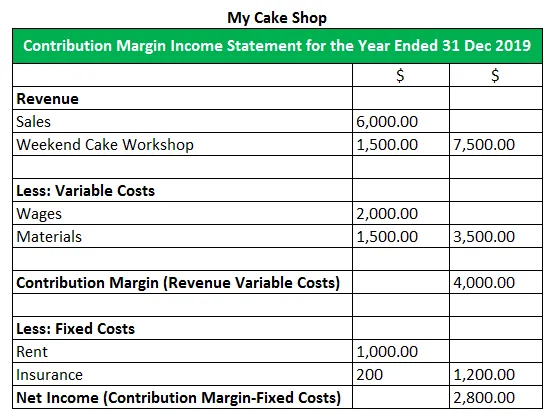 My Cake Shop
Contribution Margin Income Statement for the Year Ended 31 Dec 2019
$ $
Revenue
Sales 6,000.00
Weekend Cake Workshop 1,500.00 7,500.00
Less: Variable Costs
Wages 2,000.00
Materials 1,500.00 3,500.00
Contribution Margin (Revenue Variable Costs) 4,000.00
Less: Fixed Costs
Rent 1,000.00
Insurance 200 1,200.00
Net Income (Contribution Margin-Fixed Costs) 2,800.00